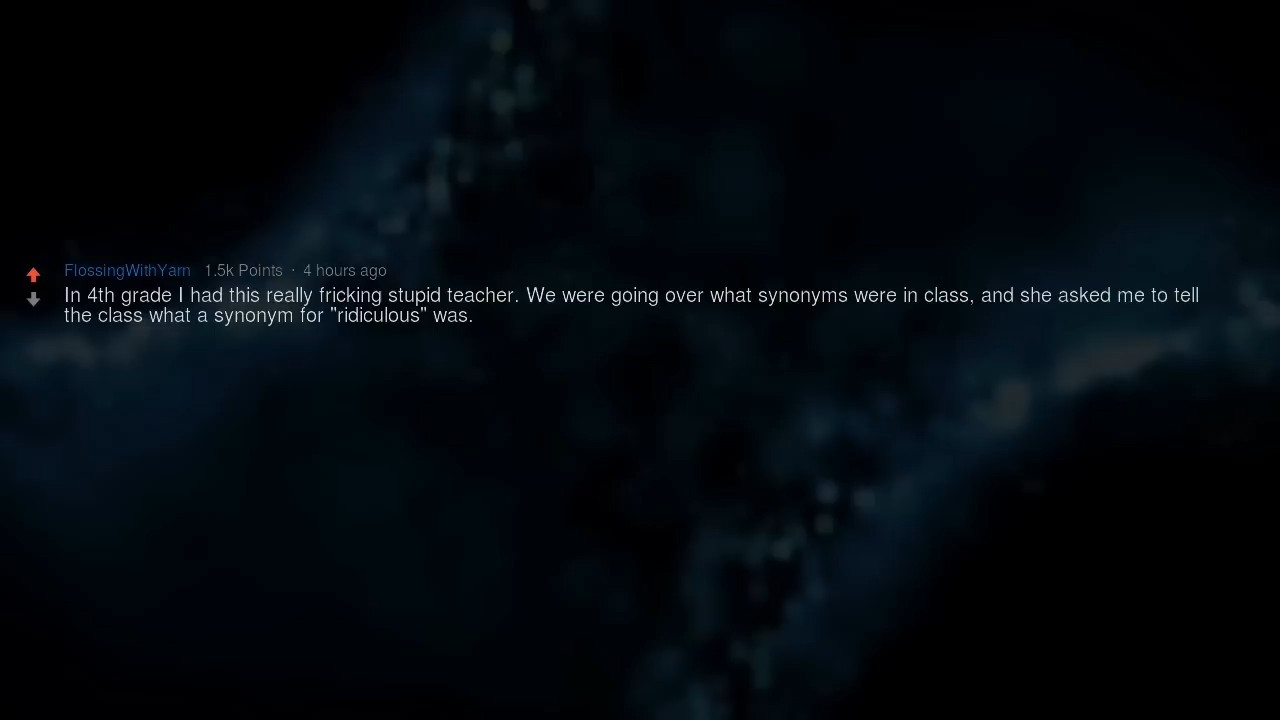 FlossingWithYarn 1.5k Points · 4 hours ago
In 4th grade I had this really fricking stupid teacher. We were going over what synonyms were in class, and she asked me to tell
the class what a synonym for "ridiculous" was.